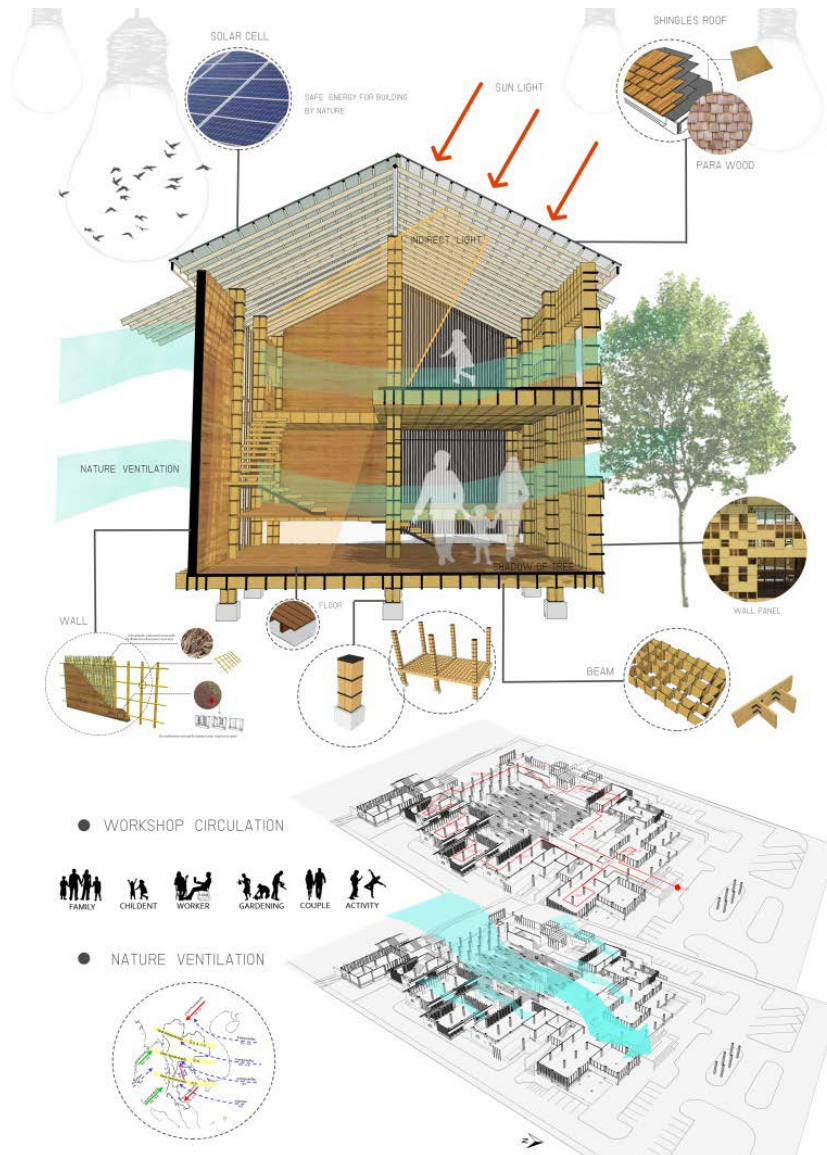 SOLAR CELL
SHINGLES ROOF
SAFE ENERGY FOR BUILDING
BY NATURE
SUN LIGHT
PARA WOOD
INDIRECT LIGHT
NATURE VENTILATION
SHADOW OF TREE
WALL PANEL
FLOOR
WALL
BEAM
● WORKSHOP CIRCULATION
FAMILY
CHILDENT
WORKER
GARDENING
COUPLE
ACTIVITY
● NATURE VENTILATION
N